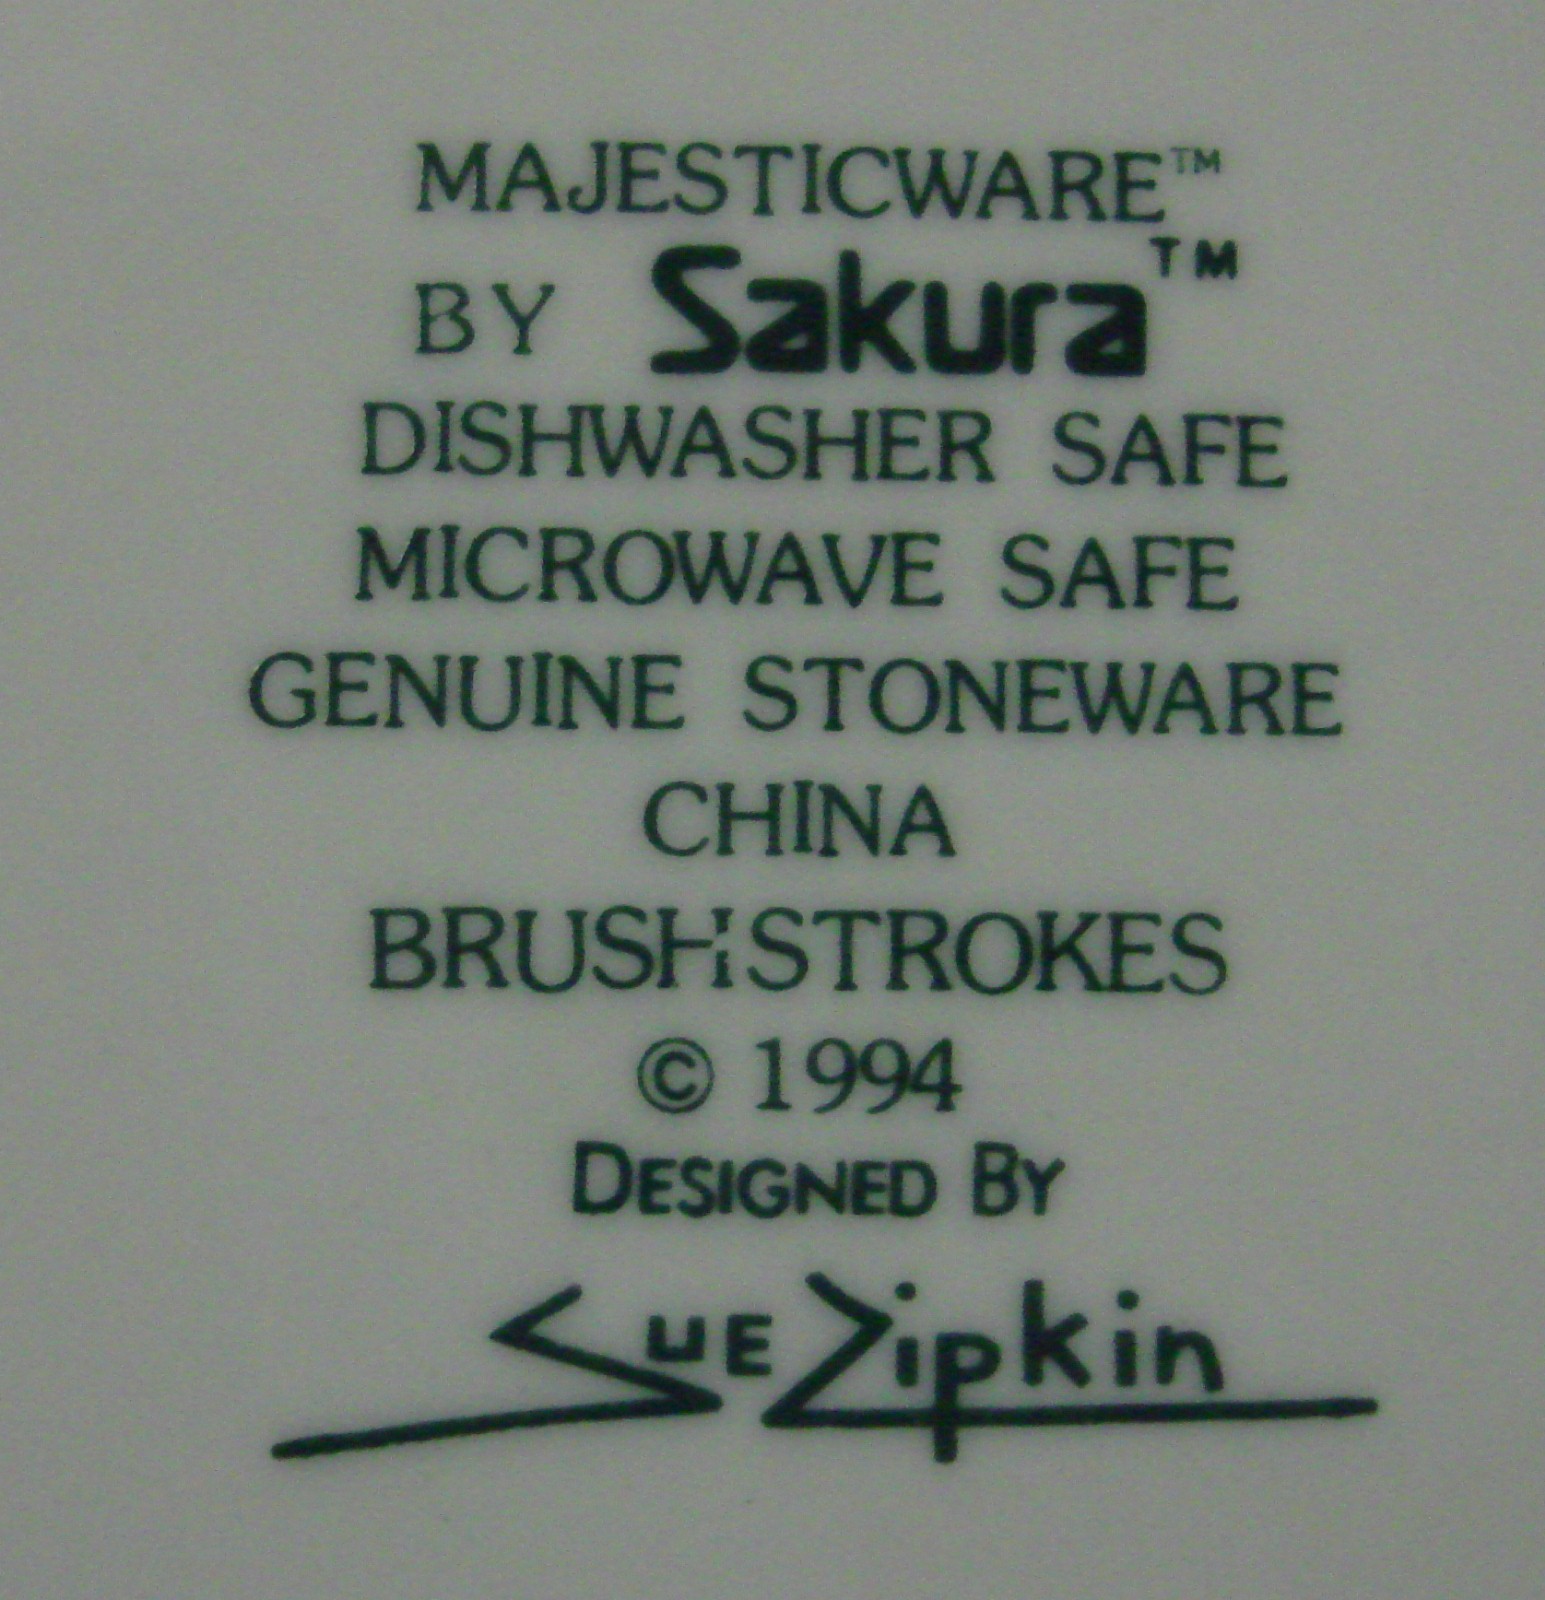 MAJESTICWARE™
BY Sakura™
DISHWASHER SAFE
MICROWAVE SAFE
GENUINE STONEWARE
CHINA
BRUSHSTROKES
© 1994
DESIGNED BY
SUE Zipkin